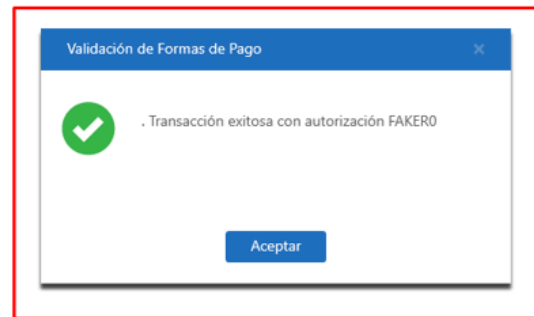 Validación de Formas de Pago ×
. Transacción exitosa con autorización FAKER0
Aceptar